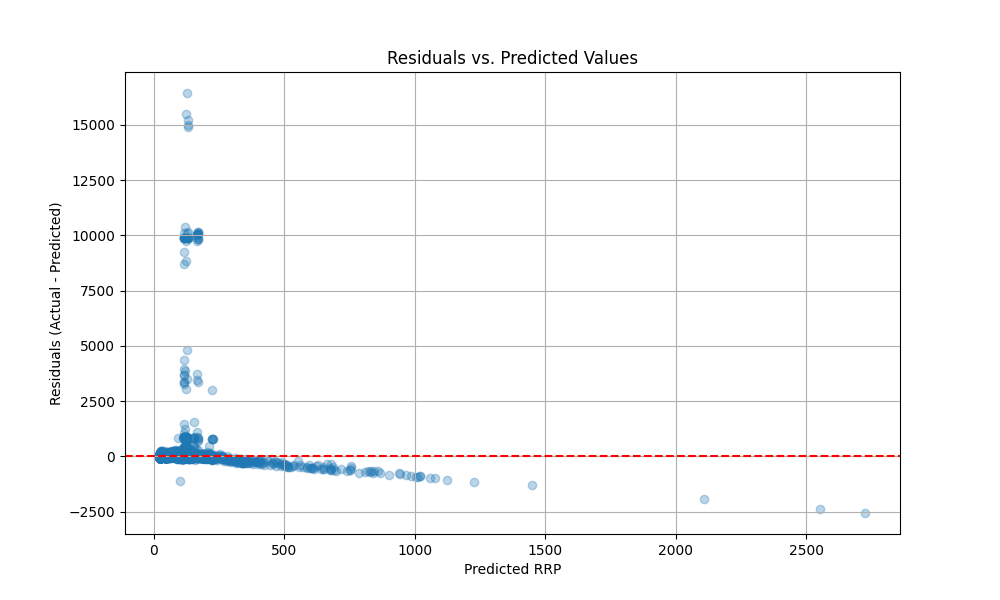 Residuals vs. Predicted Values
Residuals (Actual - Predicted)
15000
12500
10000
7500
5000
2500
0
−2500
0 500 1000 1500 2000 2500
Predicted RRP